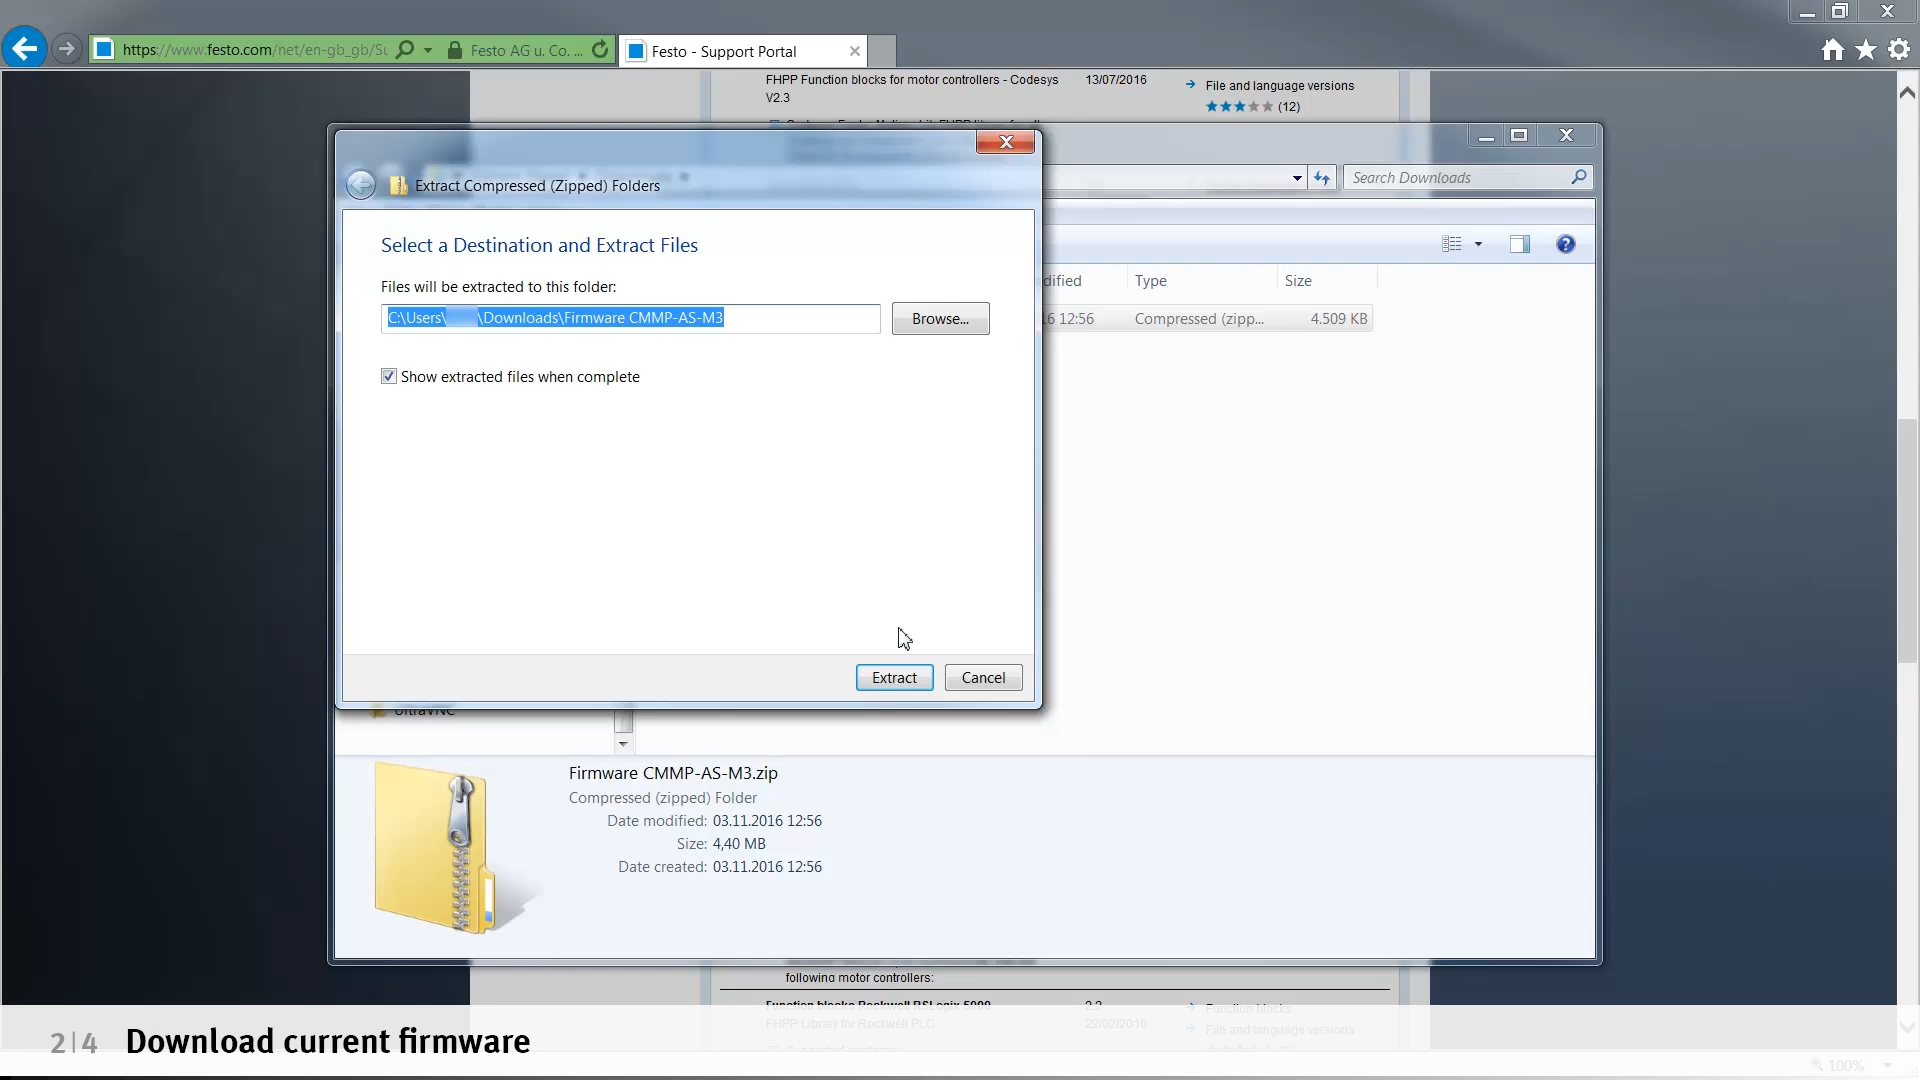 https://www.festo.com/net/en-gb_gb/Su
Festo AG u. Co. ...
Festo - Support Portal
FHPP Function blocks for motor controllers - Codesys
V2.3
13/07/2016
File and language versions
(12)
Extract Compressed (Zipped) Folders
Search Downloads
Select a Destination and Extract Files
Files will be extracted to this folder:
C:\Users\ \Downloads\Firmware CMMP-AS-M3
Browse...
Show extracted files when complete
dified
Type
Size
16 12:56
Compressed (zipp...
4.509 KB
Extract
Cancel
UltraVNC
Firmware CMMP-AS-M3.zip
Compressed (zipped) Folder
Date modified: 03.11.2016 12:56
Size: 4,40 MB
Date created: 03.11.2016 12:56
following motor controllers:
Function blocks Rockwell RSLogix 5000
2.2
Function blocks
FHPP Library for Rockwell PLC
22/02/2016
File and language versions
2|4 Download current firmware
100%